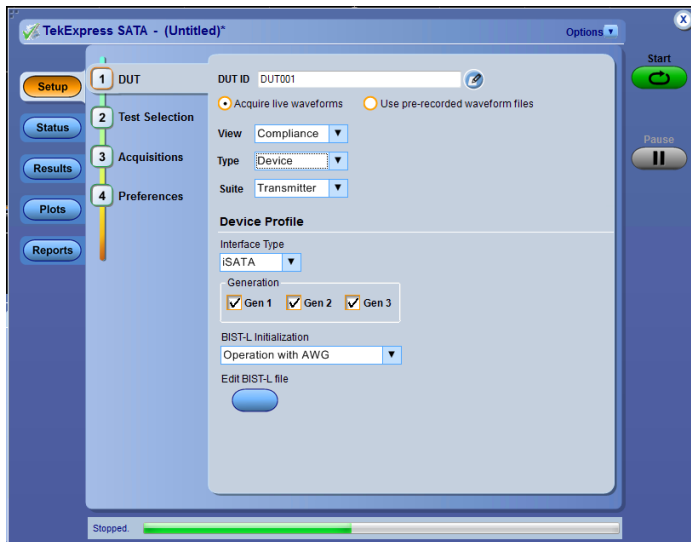 TekExpress SATA - (Untitled)*
Options
x
Start
Pause
Setup
Status
Results
Plots
Reports
1 DUT
2 Test Selection
3 Acquisitions
4 Preferences
DUT ID DUT001
Acquire live waveforms Use pre-recorded waveform files
View Compliance
Type Device
Suite Transmitter
Device Profile
Interface Type
iSATA
Generation
Gen 1 Gen 2 Gen 3
BIST-L Initialization
Operation with AWG
Edit BIST-L file
Stopped.